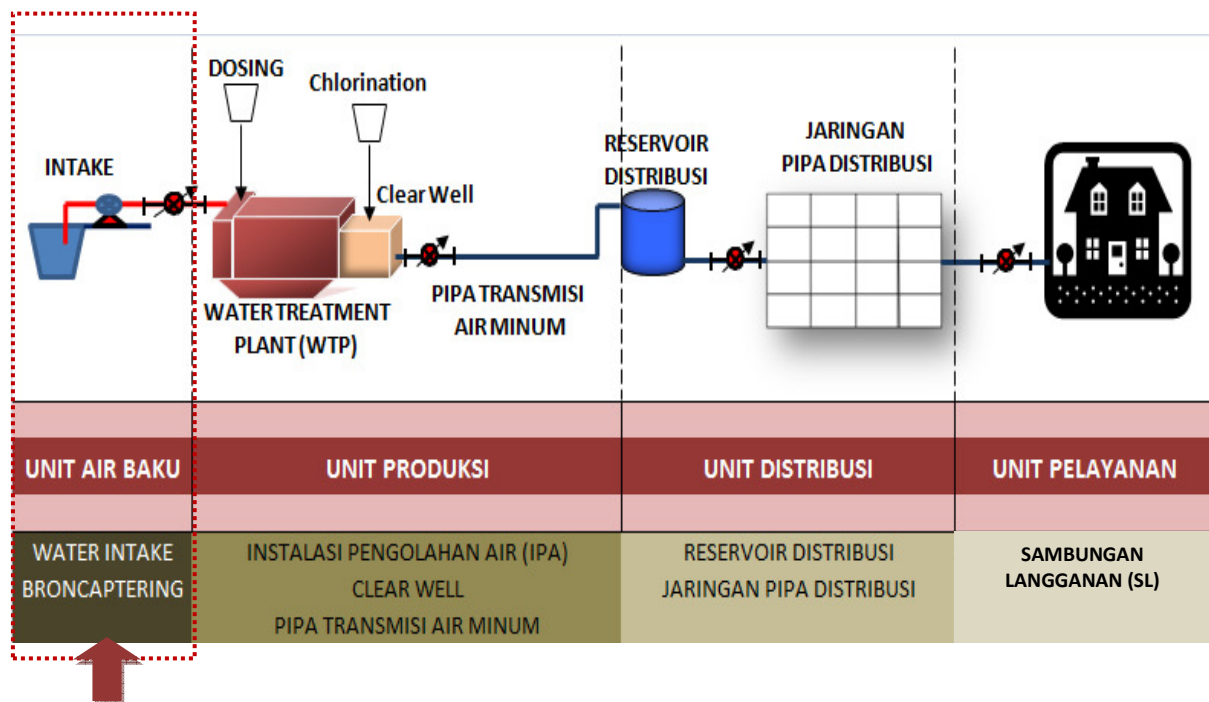 DOSING
Chlorination
INTAKE
Clear Well
WATER TREATMENT
PLANT (WTP)
PIPA TRANSMISI
AIR MINUM
RESERVOIR
DISTRIBUSI
JARINGAN
PIPA DISTRIBUSI
UNIT AIR BAKU
UNIT PRODUKSI
UNIT DISTRIBUSI
UNIT PELAYANAN
WATER INTAKE
BRONCAPTERING
INSTALASI PENGOLAHAN AIR (IPA)
CLEAR WELL
PIPA TRANSMISI AIR MINUM
RESERVOIR DISTRIBUSI
JARINGAN PIPA DISTRIBUSI
SAMBUNGAN
LANGGANAN (SL)